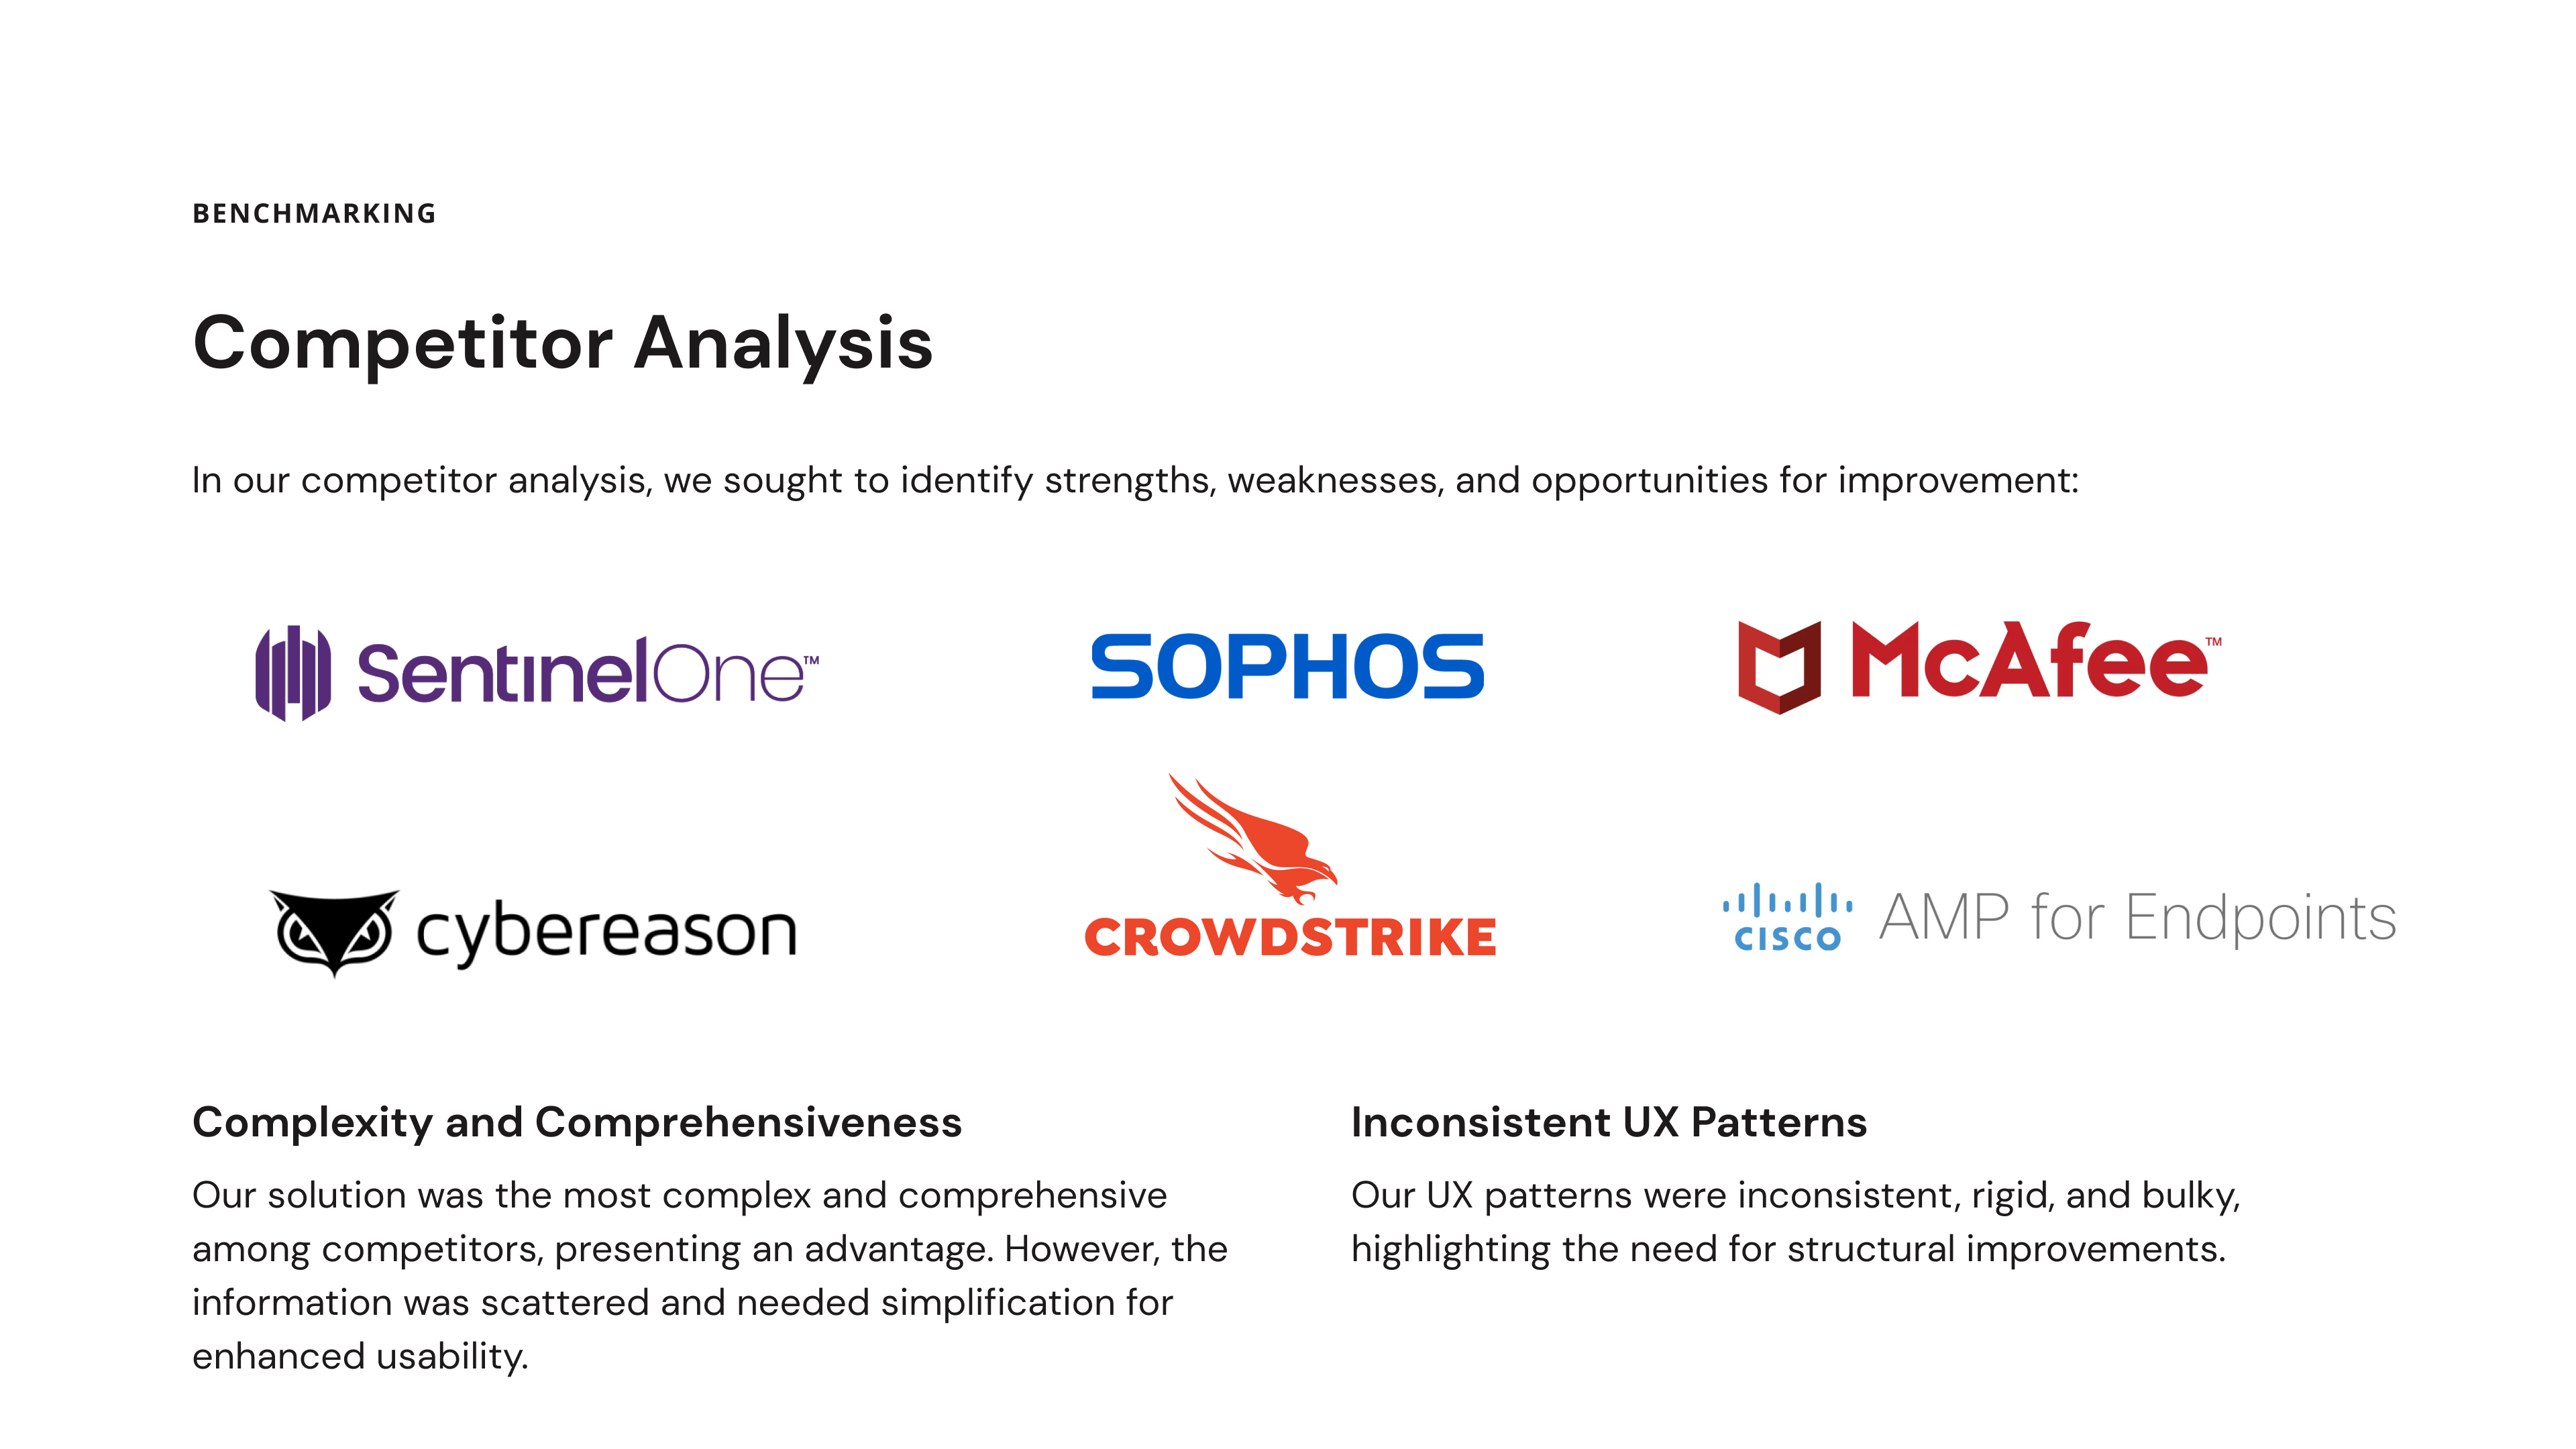 BENCHMARKING
Competitor Analysis
In our competitor analysis, we sought to identify strengths, weaknesses, and opportunities for improvement:
SentinelOne™
SOPHOS
McAfee™
cybereason
CROWDSTRIKE
CISCO AMP for Endpoints
Complexity and Comprehensiveness
Our solution was the most complex and comprehensive
among competitors, presenting an advantage. However, the
information was scattered and needed simplification for
enhanced usability.
Inconsistent UX Patterns
Our UX patterns were inconsistent, rigid, and bulky,
highlighting the need for structural improvements.